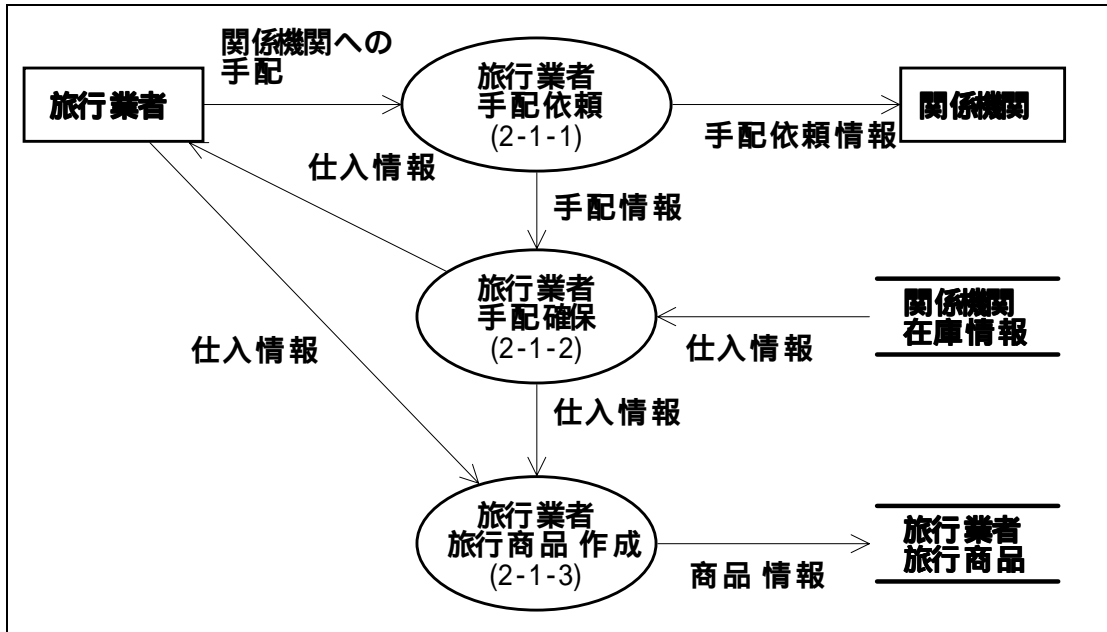 関係機関への
手配
旅行業者
旅行業者
手配依頼
(2-1-1)
関係機関
手配依頼情報
仕入情報
手配情報
旅行業者
手配確保
(2-1-2)
関係機関
在庫情報
仕入情報
仕入情報
仕入情報
旅行業者
旅行商品作成
(2-1-3)
旅行業者
旅行商品
商品情報